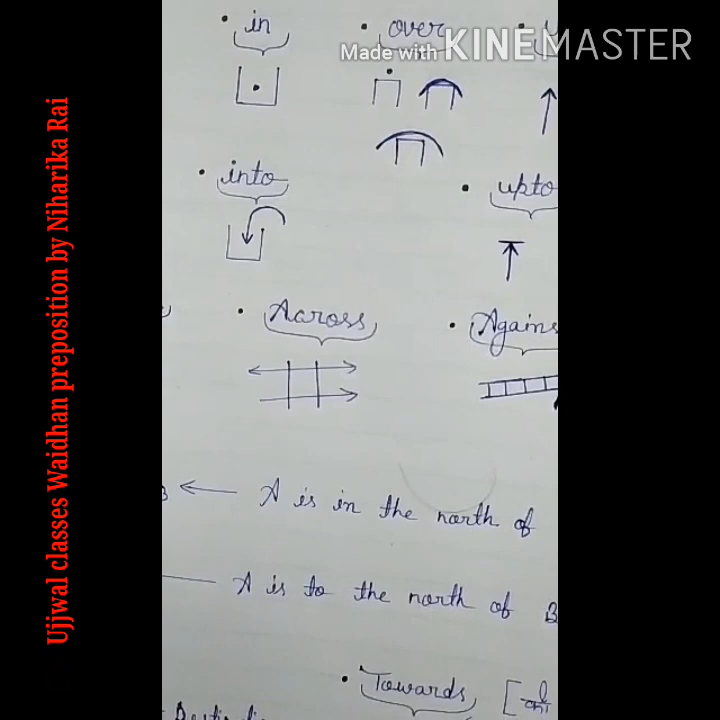 Ujjwal classes Waidhan preposition by Niharika Rai
Made with KINEMASTER
• in
• over
• into
• upto
• Across
• Agains
A is in the north of
A is to the north of B
• Towards